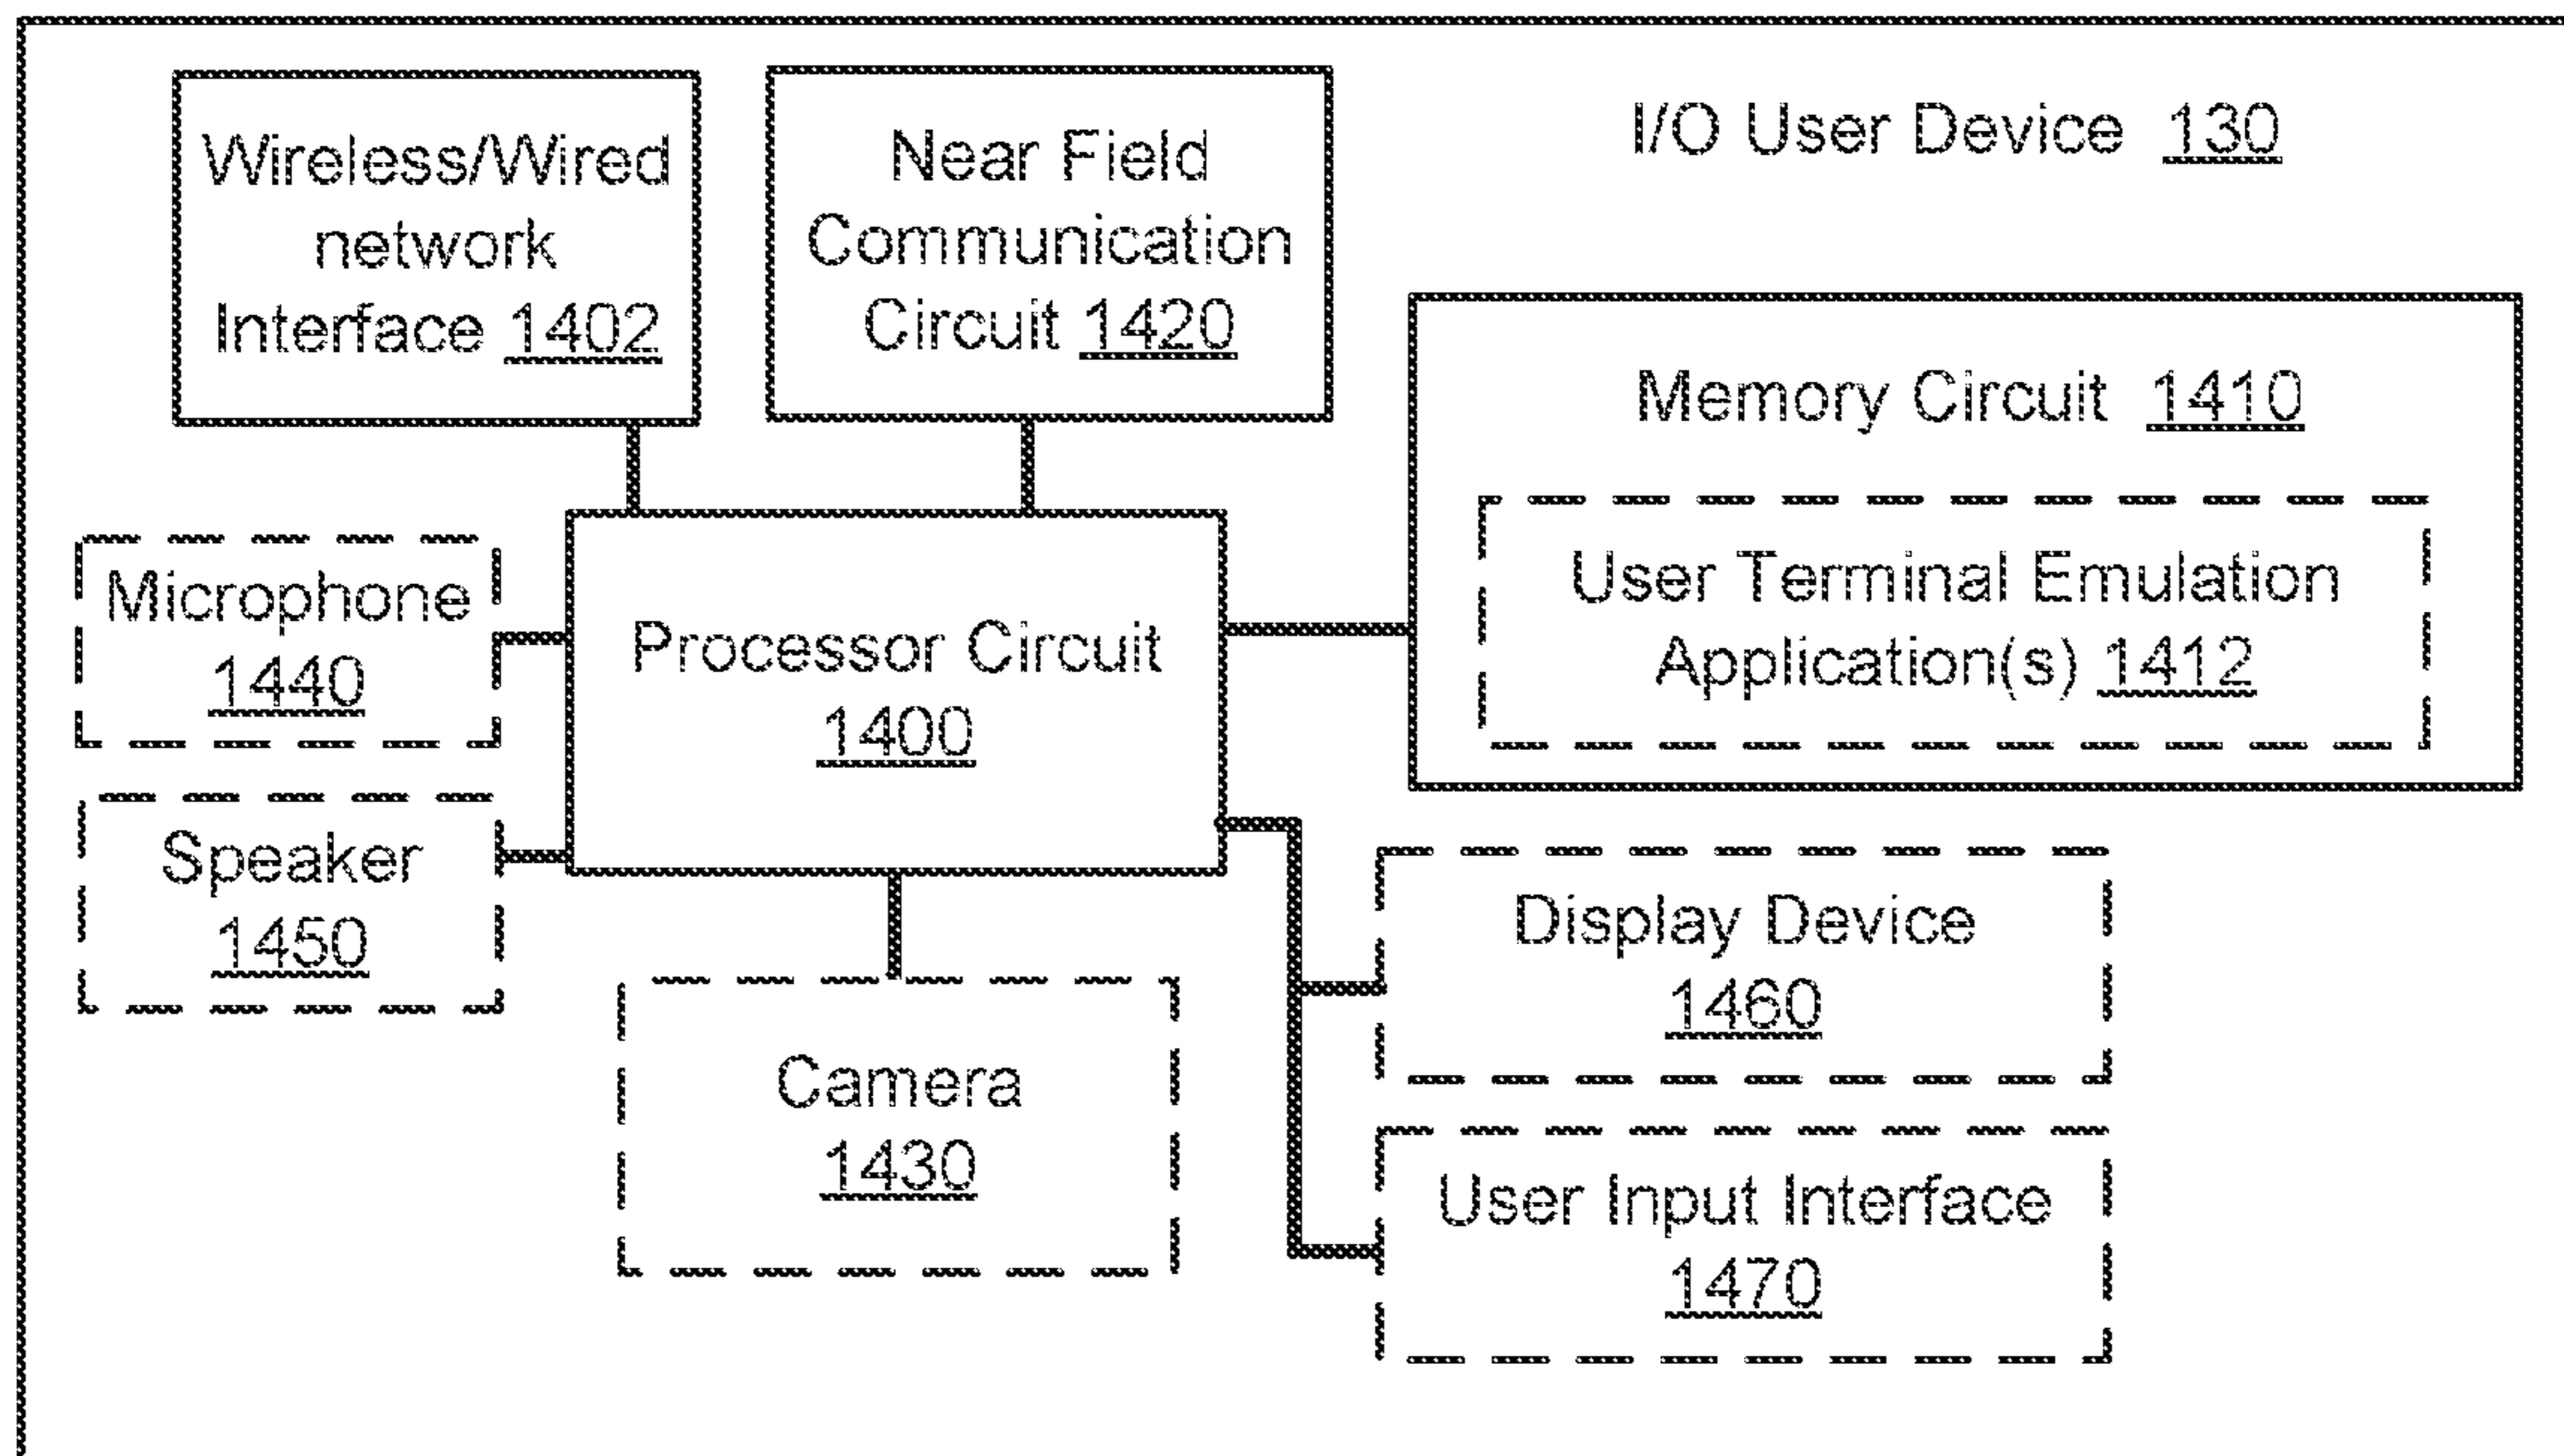 Wireless/Wired
network
Interface 1402
Near Field
Communication
Circuit 1420
I/O User Device 130
Memory Circuit 1410
User Terminal Emulation
Application(s) 1412
Microphone
1440
Processor Circuit
1400
Speaker
1450
Display Device
1460
Camera
1430
User Input Interface
1470